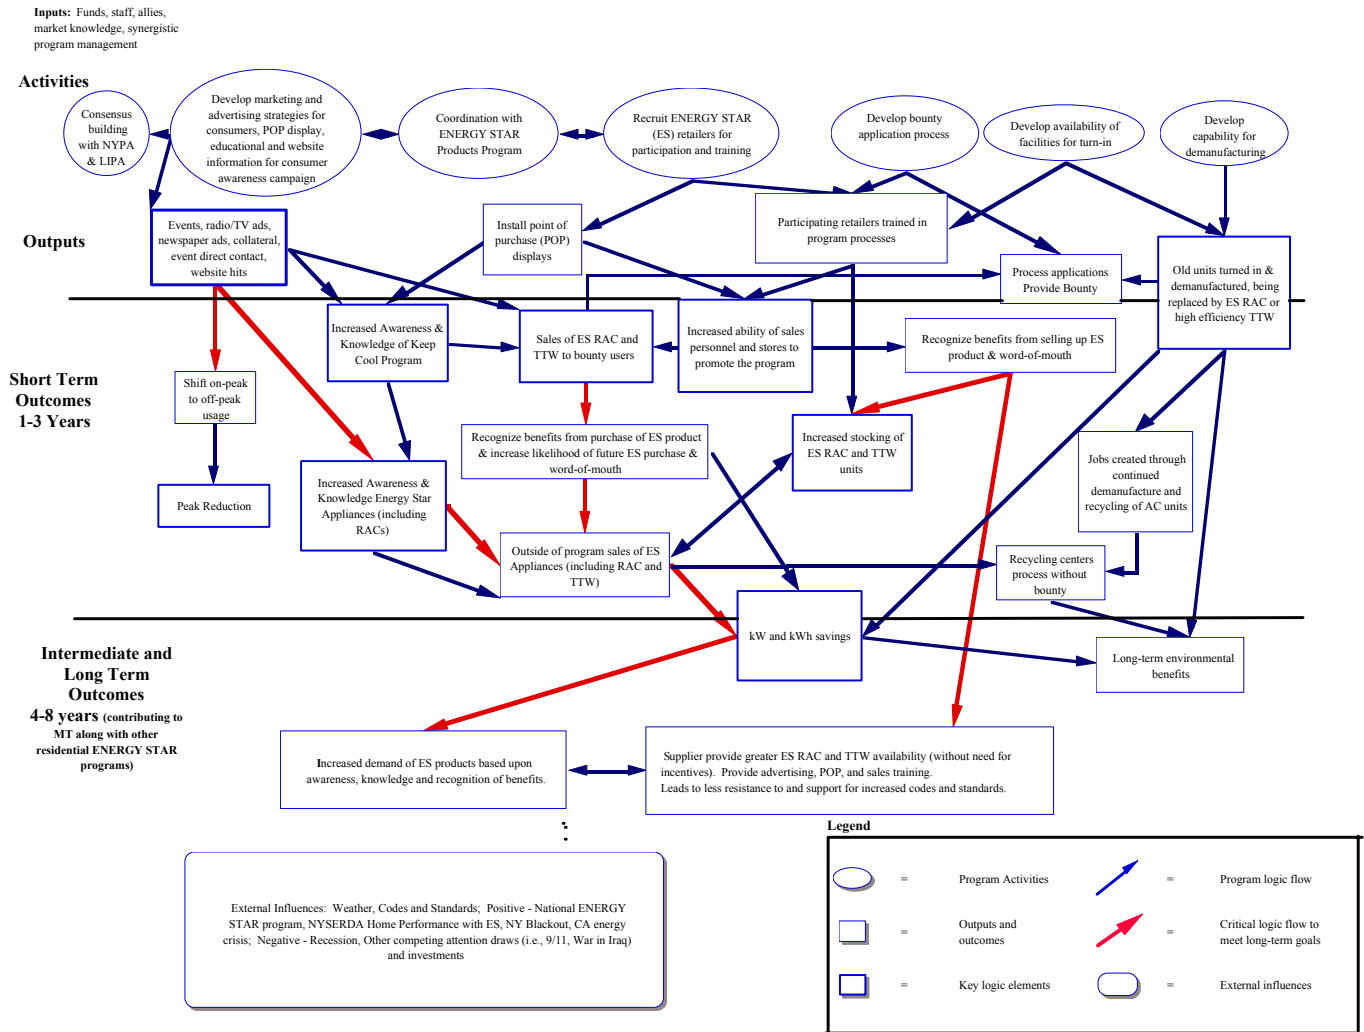 Inputs: Funds, staff, allies,
market knowledge, synergistic
program management
Activities
Consensus
building
with NYPA
& LIPA
Develop marketing and
advertising strategies for
consumers, POP display,
educational and website
information for consumer
awareness campaign
Coordination with
ENERGY STAR
Products Program
Recruit ENERGY STAR
(ES) retailers for
participation and training
Develop bounty
application process
Develop availability of
facilities for turn-in
Develop
capability for
demanufacturing
Outputs
Events, radio/TV ads,
newspaper ads, collateral,
event direct contact,
website hits
Install point of
purchase (POP)
displays
Participating retailers trained in
program processes
Process applications
Provide Bounty
Old units turned in &
demanufactured, being
replaced by ES RAC or
high efficiency TTW
Short Term
Outcomes
1-3 Years
Increased Awareness &
Knowledge of Keep
Cool Program
Sales of ES RAC and
TTW to bounty users
Increased ability of sales
personnel and stores to
promote the program
Recognize benefits from selling up ES
product & word-of-mouth
Shift on-peak
to off-peak
usage
Recognize benefits from purchase of ES product
& increase likelihood of future ES purchase &
word-of-mouth
Increased stocking of
ES RAC and TTW
units
Jobs created through
continued
demanufacture and
recycling of AC units
Peak Reduction
Increased Awareness &
Knowledge Energy Star
Appliances (including
RACs)
Outside of program sales of ES
Appliances (including RAC and
TTW)
Recycling centers
process without
bounty
Intermediate and
Long Term
Outcomes
4-8 years (contributing to
MT along with other
residential ENERGY STAR
programs)
kW and kWh savings
Long-term environmental
benefits
Increased demand of ES products based upon
awareness, knowledge and recognition of benefits.
Supplier provide greater ES RAC and TTW availability (without need for
incentives). Provide advertising, POP, and sales training.
Leads to less resistance to and support for increased codes and standards.
External Influences: Weather, Codes and Standards; Positive - National ENERGY
STAR program, NYSERDA Home Performance with ES, NY Blackout, CA energy
crisis; Negative - Recession, Other competing attention draws (i.e., 9/11, War in Iraq)
and investments
Legend
= Program Activities
= Program logic flow
= Outputs and
outcomes
= Critical logic flow to
meet long-term goals
= Key logic elements
= External influences